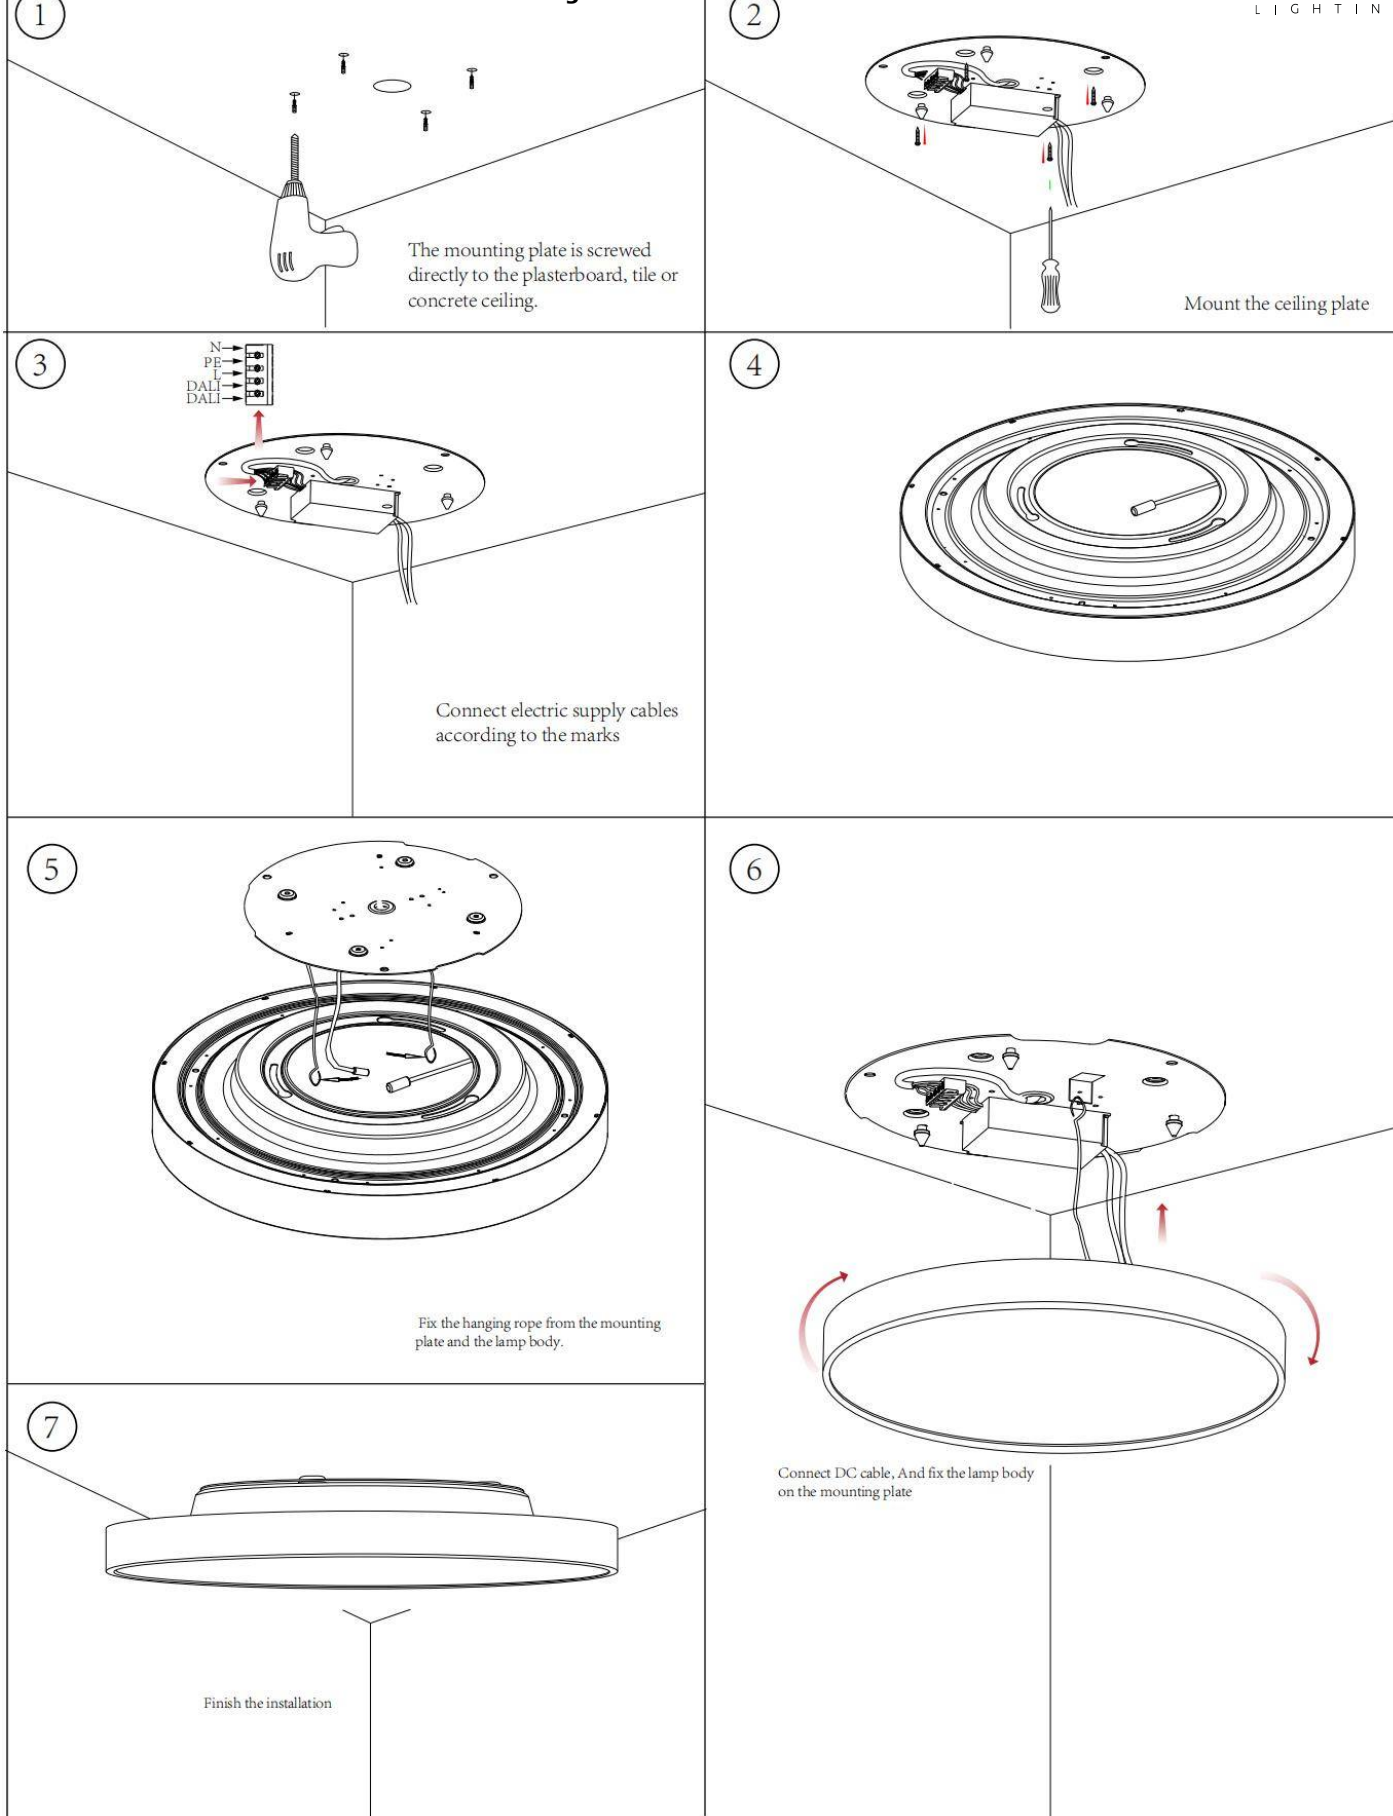 1
2
L I G H T I N
The mounting plate is screwed
directly to the plasterboard, tile or
concrete ceiling.
Mount the ceiling plate
3
N
PE
L
DALI
DALI
Connect electric supply cables
according to the marks
4
5
Fix the hanging rope from the mounting
plate and the lamp body.
6
Connect DC cable, And fix the lamp body
on the mounting plate
7
Finish the installation